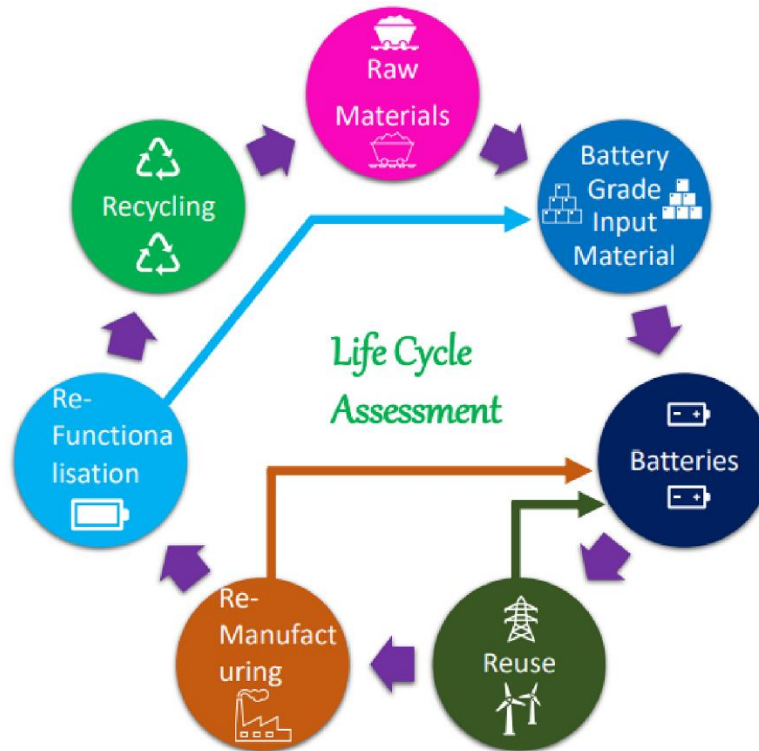 Raw
Materials
Battery
Grade
Input
Material
Recycling
Life Cycle
Assessment
Re-
Functiona
lisation
Batteries
Re-
Manufact
uring
Reuse